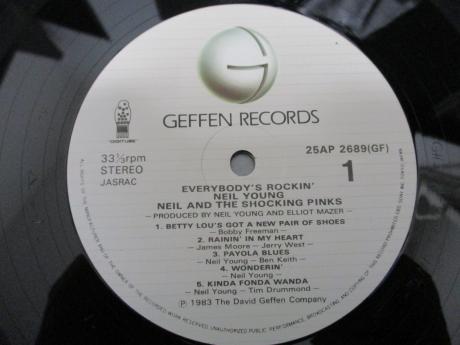 GEFFEN RECORDS
33⅓rpm
STEREO
JASRAC
25AP 2689(GF)
1
EVERYBODY'S ROCKIN'
NEIL YOUNG
NEIL AND THE SHOCKING PINKS
— PRODUCED BY NEIL YOUNG AND ELLIOT MAZER —
1. BETTY LOU'S GOT A NEW PAIR OF SHOES
— Bobby Freeman —
2. RAININ' IN MY HEART
— James Moore — Jerry West —
3. PAYOLA BLUES
— Neil Young — Ben Keith —
4. WONDERIN'
— Neil Young —
5. KINDA FONDA WANDA
— Neil Young — Tim Drummond —
Ⓟ 1983 The David Geffen Company